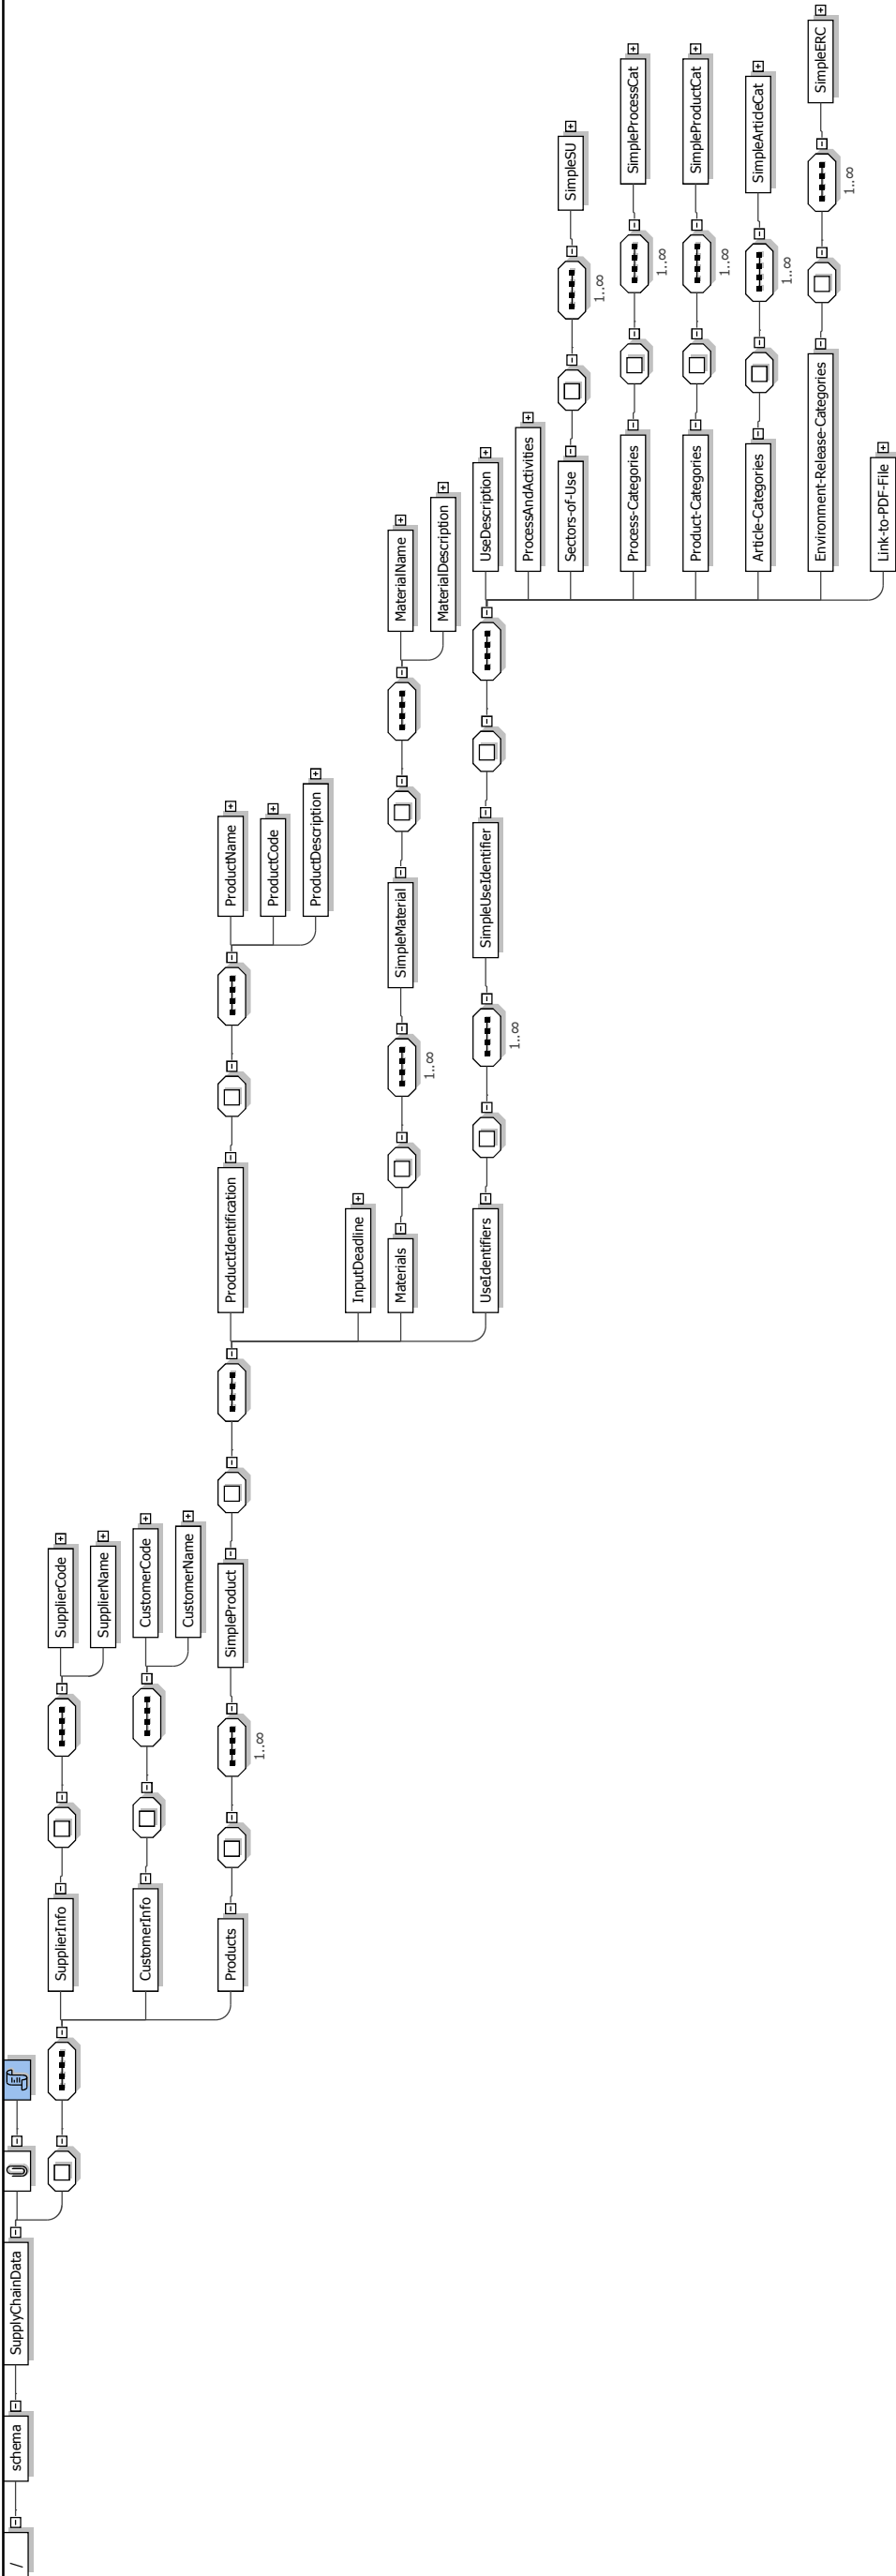 /
schema
SupplyChainData
SupplierInfo
SupplierCode
SupplierName
CustomerInfo
CustomerCode
CustomerName
Products
1..∞
SimpleProduct
ProductIdentification
ProductName
ProductCode
ProductDescription
InputDeadline
Materials
1..∞
SimpleMaterial
MaterialName
MaterialDescription
UseIdentifiers
1..∞
SimpleUseIdentifier
UseDescription
ProcessAndActivities
Sectors-of-Use
1..∞
SimpleSU
Process-Categories
1..∞
SimpleProcessCat
Product-Categories
1..∞
SimpleProductCat
Article-Categories
1..∞
SimpleArticleCat
Environment-Release-Categories
1..∞
SimpleERC
Link-to-PDF-File